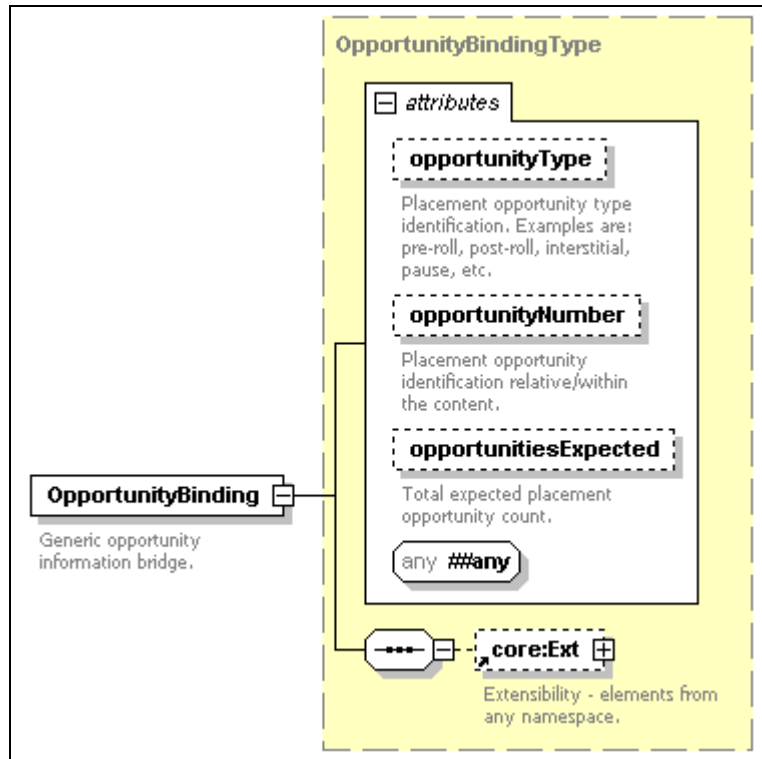 OpportunityBindingType
attributes
opportunityType
Placement opportunity type
identification. Examples are:
pre-roll, post-roll, interstitial,
pause, etc.
opportunityNumber
Placement opportunity
identification relative/within
the content.
opportunitiesExpected
Total expected placement
opportunity count.
any ##any
OpportunityBinding
Generic opportunity
information bridge.
core:Ext
Extensibility - elements from
any namespace.